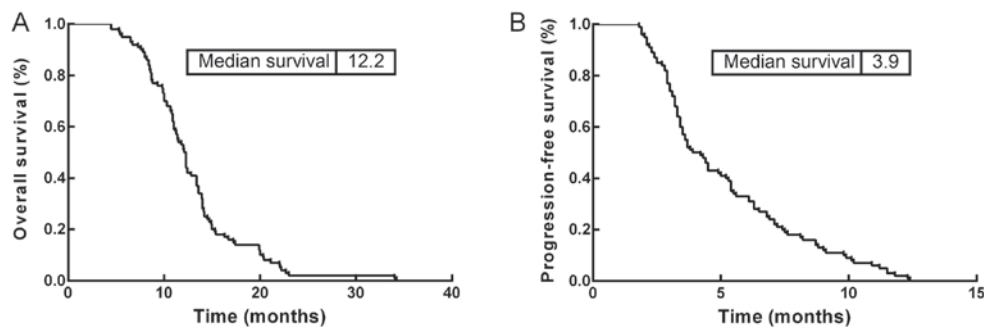 A
Overall survival (%)
1.0
0.8
0.6
0.4
0.2
0.0
Median survival 12.2
0 10 20 30 40
Time (months)
B
Progression-free survival (%)
1.0
0.8
0.6
0.4
0.2
0.0
Median survival 3.9
0 5 10 15
Time (months)